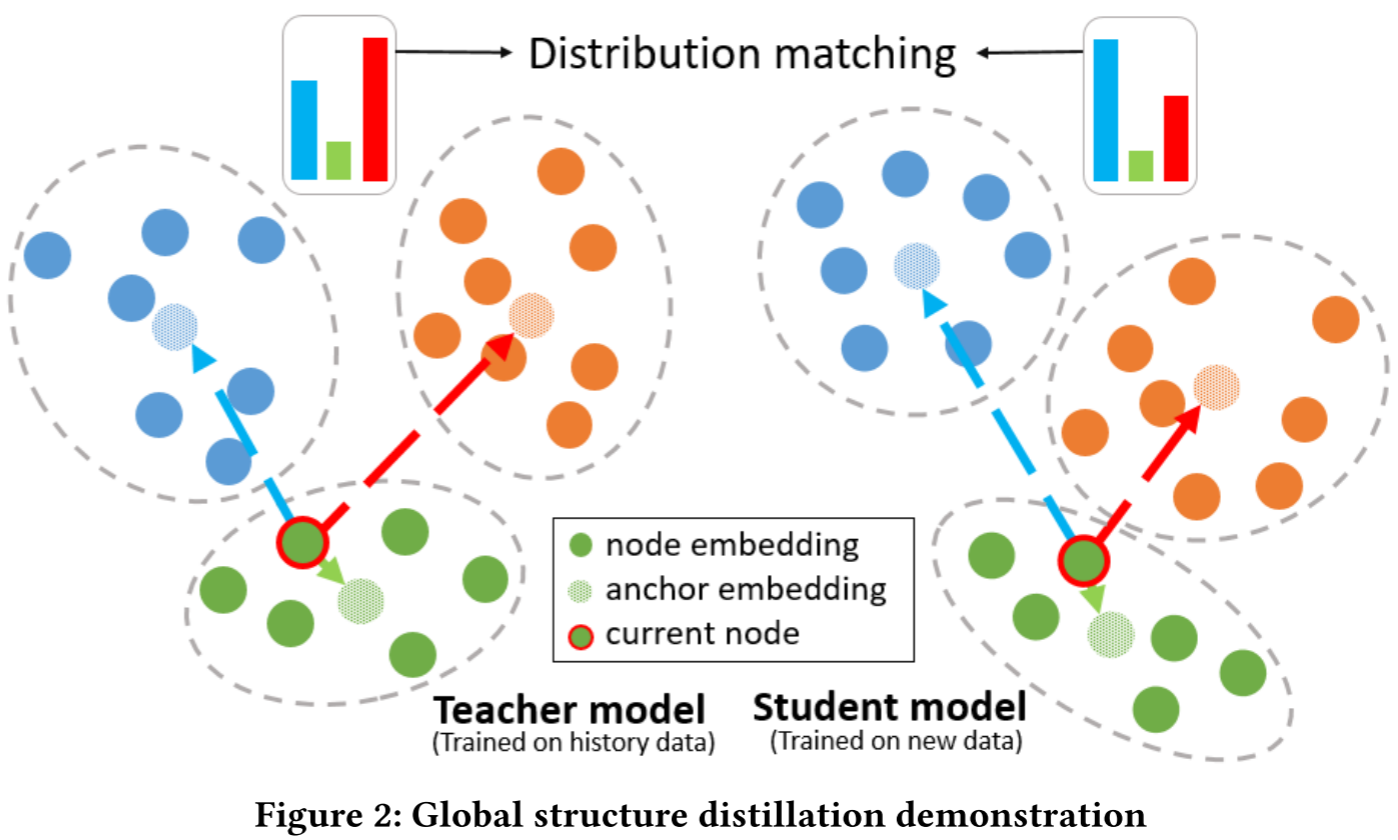 Distribution matching
node embedding
anchor embedding
current node
Teacher model
(Trained on history data)
Student model
(Trained on new data)
Figure 2: Global structure distillation demonstration